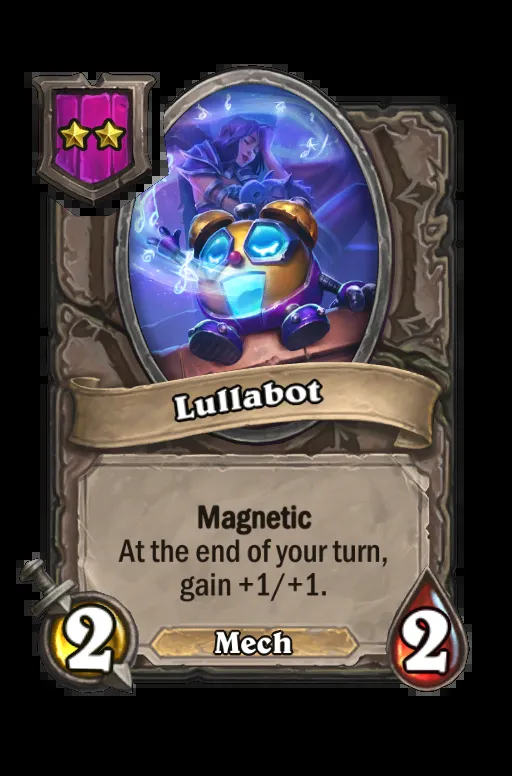 Lullabot
Magnetic
At the end of your turn,
gain +1/+1.
2
Mech
2